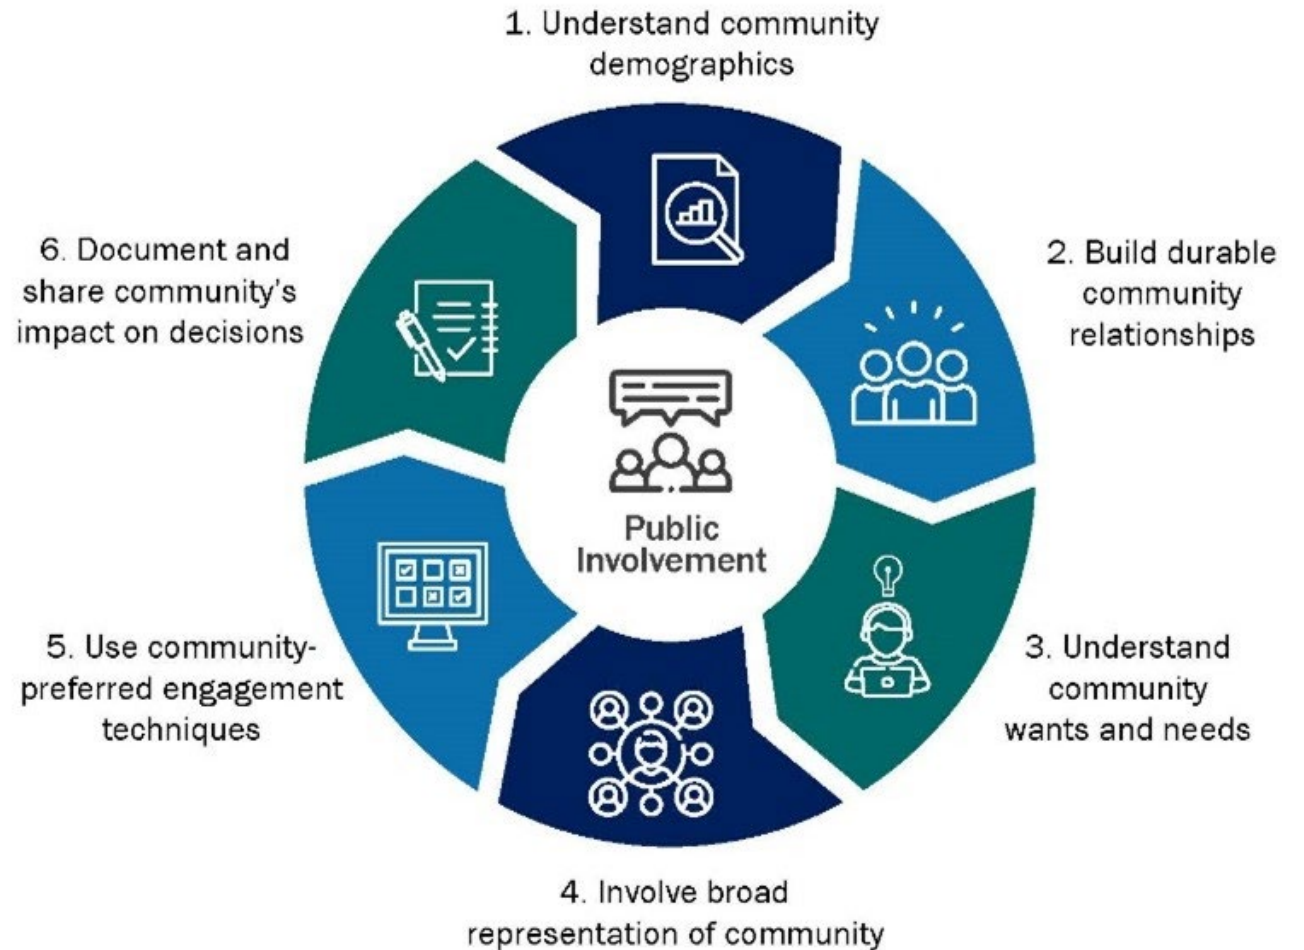 1. Understand community
demographics
2. Build durable
community
relationships
3. Understand
community
wants and needs
4. Involve broad
representation of community
5. Use community-
preferred engagement
techniques
6. Document and
share community's
impact on decisions
Public
Involvement